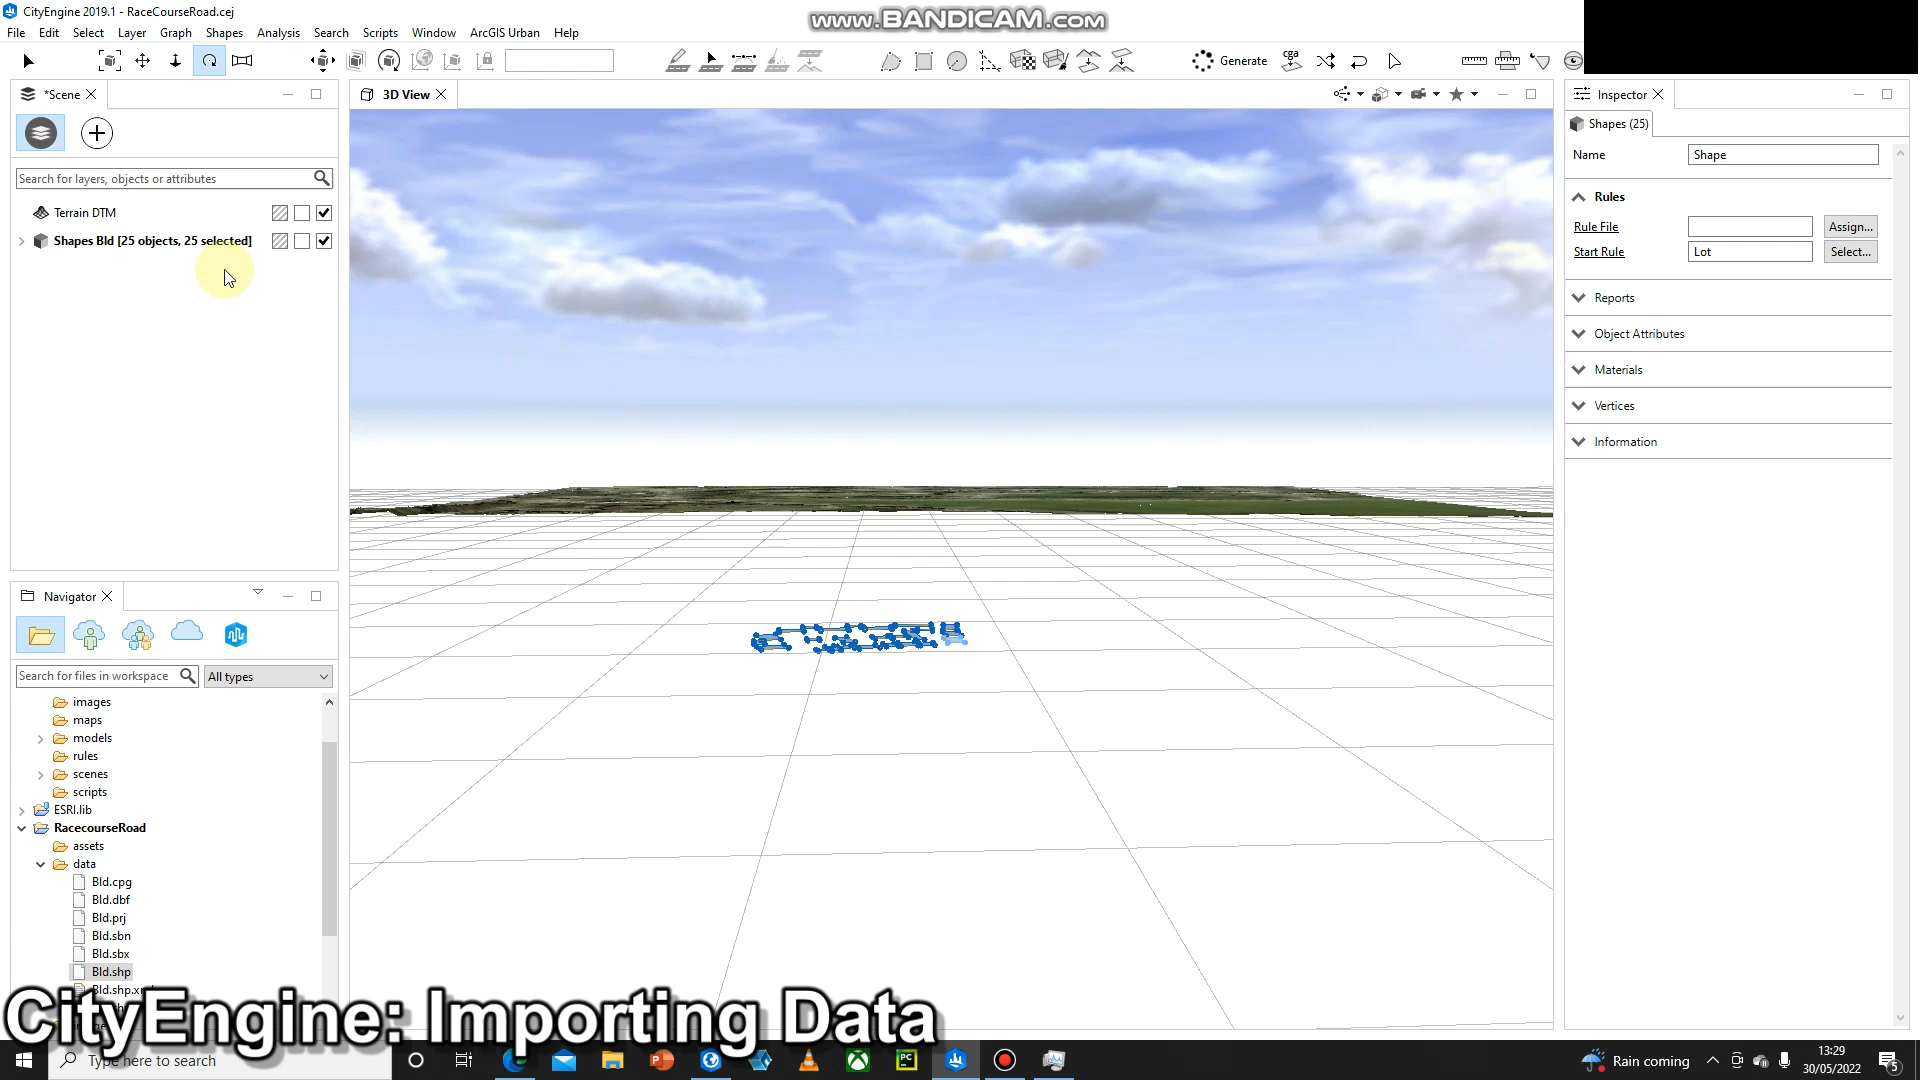 CityEngine 2019.1 - RaceCourseRoad.cej
www.BANDICAM.com
File Edit Select Layer Graph Shapes Analysis Search Scripts Window ArcGIS Urban Help
Generate
cga
*Scene
3D View
Inspector
Shapes (25)
Name Shape
Search for layers, objects or attributes
Rules
Terrain DTM
Rule File Assign...
Shapes Bld [25 objects, 25 selected]
Start Rule Lot Select...
Reports
Object Attributes
Materials
Vertices
Information
Navigator
Search for files in workspace All types
images
maps
models
rules
scenes
scripts
ESRI.lib
RacecourseRoad
assets
data
Bld.cpg
Bld.dbf
Bld.prj
Bld.sbn
Bld.sbx
Bld.shp
CityEngine: Importing Data
Type here to search
PC
Rain coming
13:29
30/05/2022
5